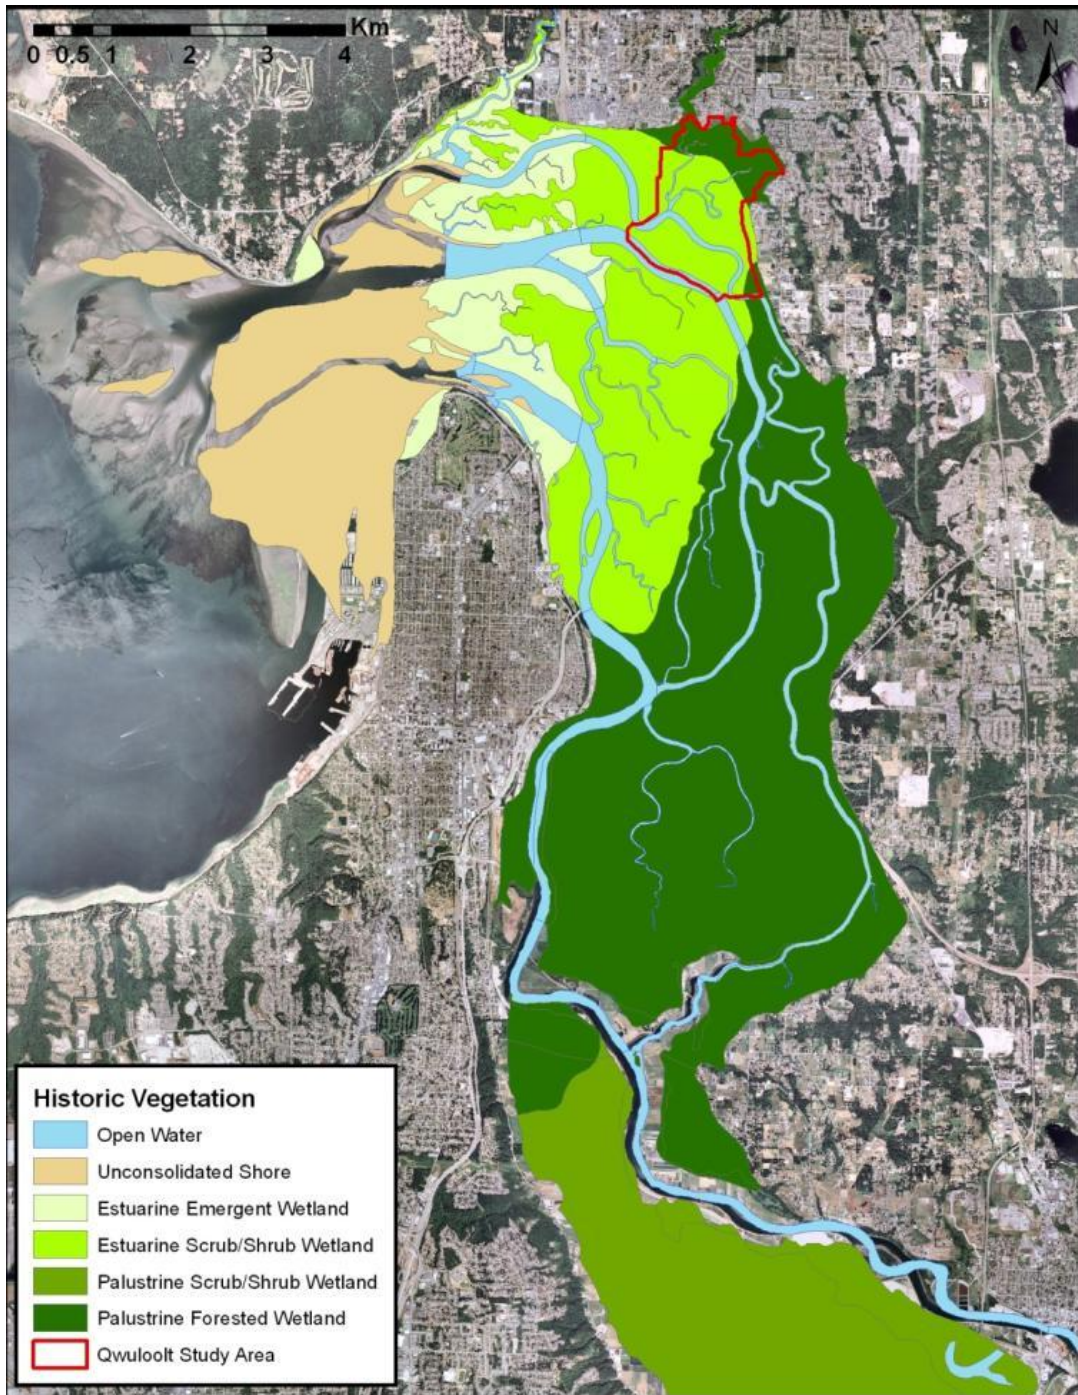 Km
0 0.5 1 2 3 4
N
Historic Vegetation
Open Water
Unconsolidated Shore
Estuarine Emergent Wetland
Estuarine Scrub/Shrub Wetland
Palustrine Scrub/Shrub Wetland
Palustrine Forested Wetland
Qwuloolt Study Area